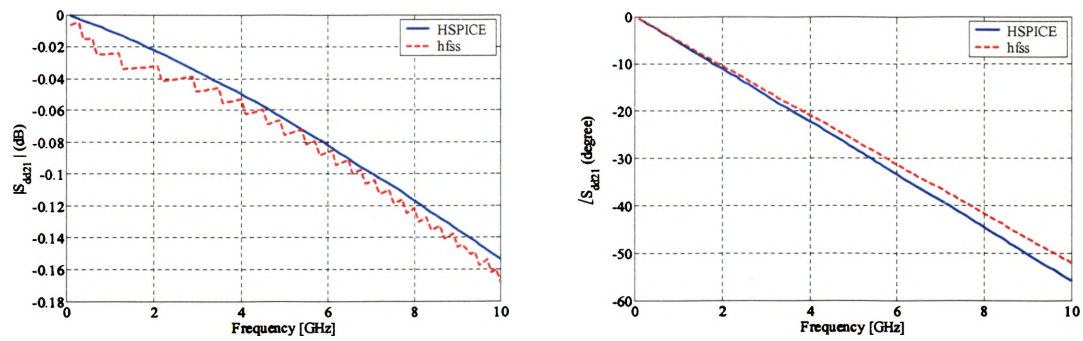 0
-0.02
-0.04
-0.06
-0.08
-0.1
-0.12
-0.14
-0.16
-0.18
|S_dd21| (dB)
0 2 4 6 8 10
Frequency [GHz]
HSPICE
hfss
0
-10
-20
-30
-40
-50
-60
∠S_dd21 (degree)
0 2 4 6 8 10
Frequency [GHz]
HSPICE
hfss